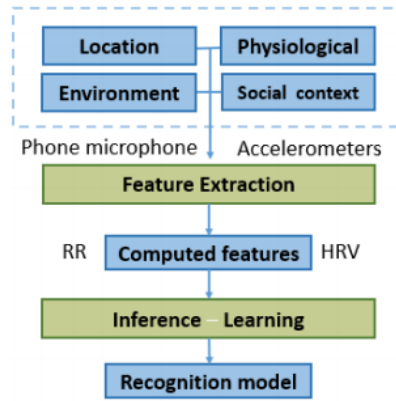 Location Physiological
Environment Social context
Phone microphone Accelerometers
Feature Extraction
RR Computed features HRV
Inference – Learning
Recognition model